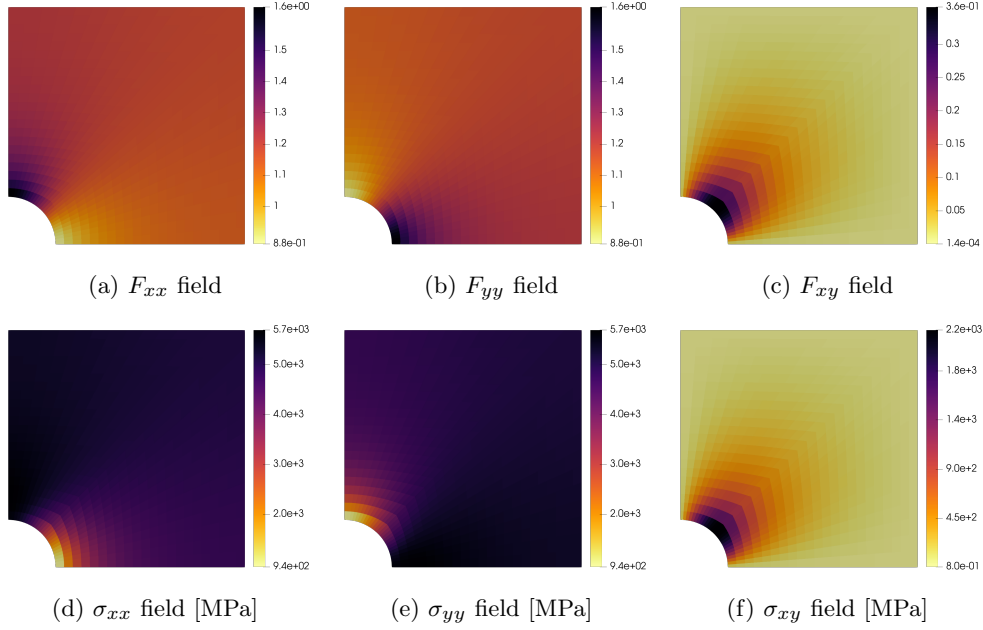 1.6e+00
1.5
1.4
1.3
1.2
1.1
1
8.8e-01
1.6e+00
1.5
1.4
1.3
1.2
1.1
1
8.8e-01
3.6e-01
0.3
0.25
0.2
0.15
0.1
0.05
1.4e-04
(a) Fxx field
(b) Fyy field
(c) Fxy field
5.7e+03
5.0e+3
4.0e+3
3.0e+3
2.0e+3
9.4e+02
5.7e+03
5.0e+3
4.0e+3
3.0e+3
2.0e+3
9.4e+02
2.2e+03
1.8e+3
1.4e+3
9.0e+2
4.5e+2
8.0e-01
(d) σxx field [MPa]
(e) σyy field [MPa]
(f) σxy field [MPa]